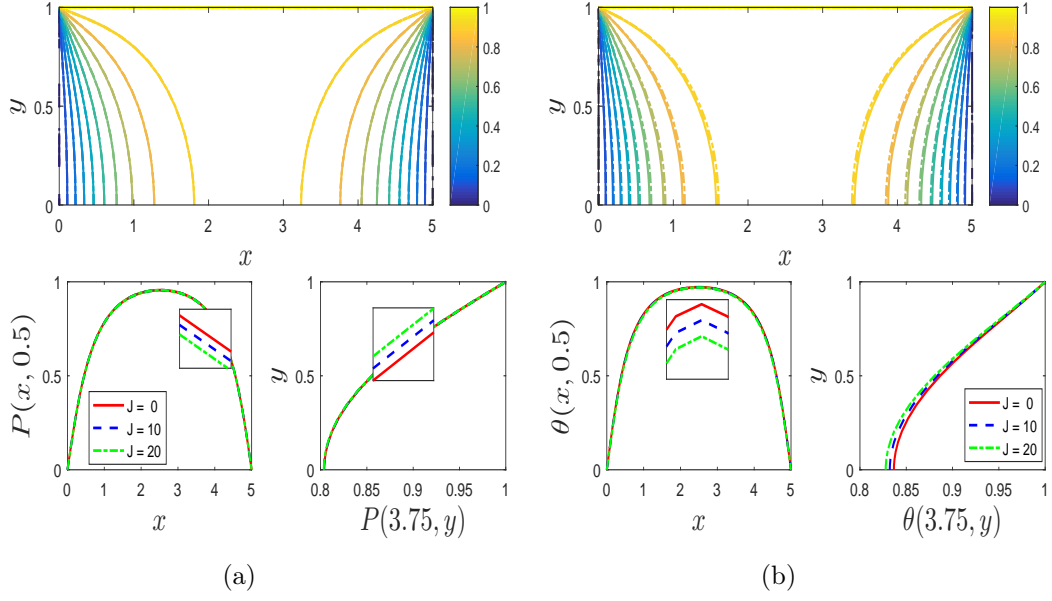 1
0.5
0
y
0 1 2 3 4 5
x
1
0.8
0.6
0.4
0.2
0
1
0.5
0
y
0 1 2 3 4 5
x
1
0.8
0.6
0.4
0.2
0
1
0.5
0
P(x, 0.5)
J = 0
J = 10
J = 20
0 1 2 3 4 5
x
1
0.5
0
y
0.8 0.85 0.9 0.95 1
P(3.75, y)
1
0.5
0
θ(x, 0.5)
0 1 2 3 4 5
x
1
0.5
0
y
J = 0
J = 10
J = 20
0.8 0.85 0.9 0.95 1
θ(3.75, y)
(a)
(b)